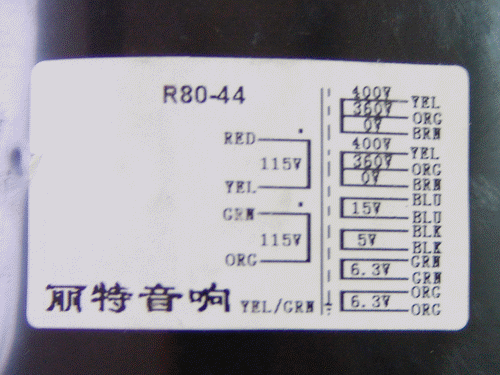 R80-44
RED
115V
YEL
GRN
115V
ORG
YEL/GRN
400V YEL
360V ORG
0V BRN
400V YEL
360V ORG
0V BRN
BLU
15V
BLU
BLK
5V
BLK
GRN
6.3V
GRN
ORG
6.3V
ORG
丽特音响